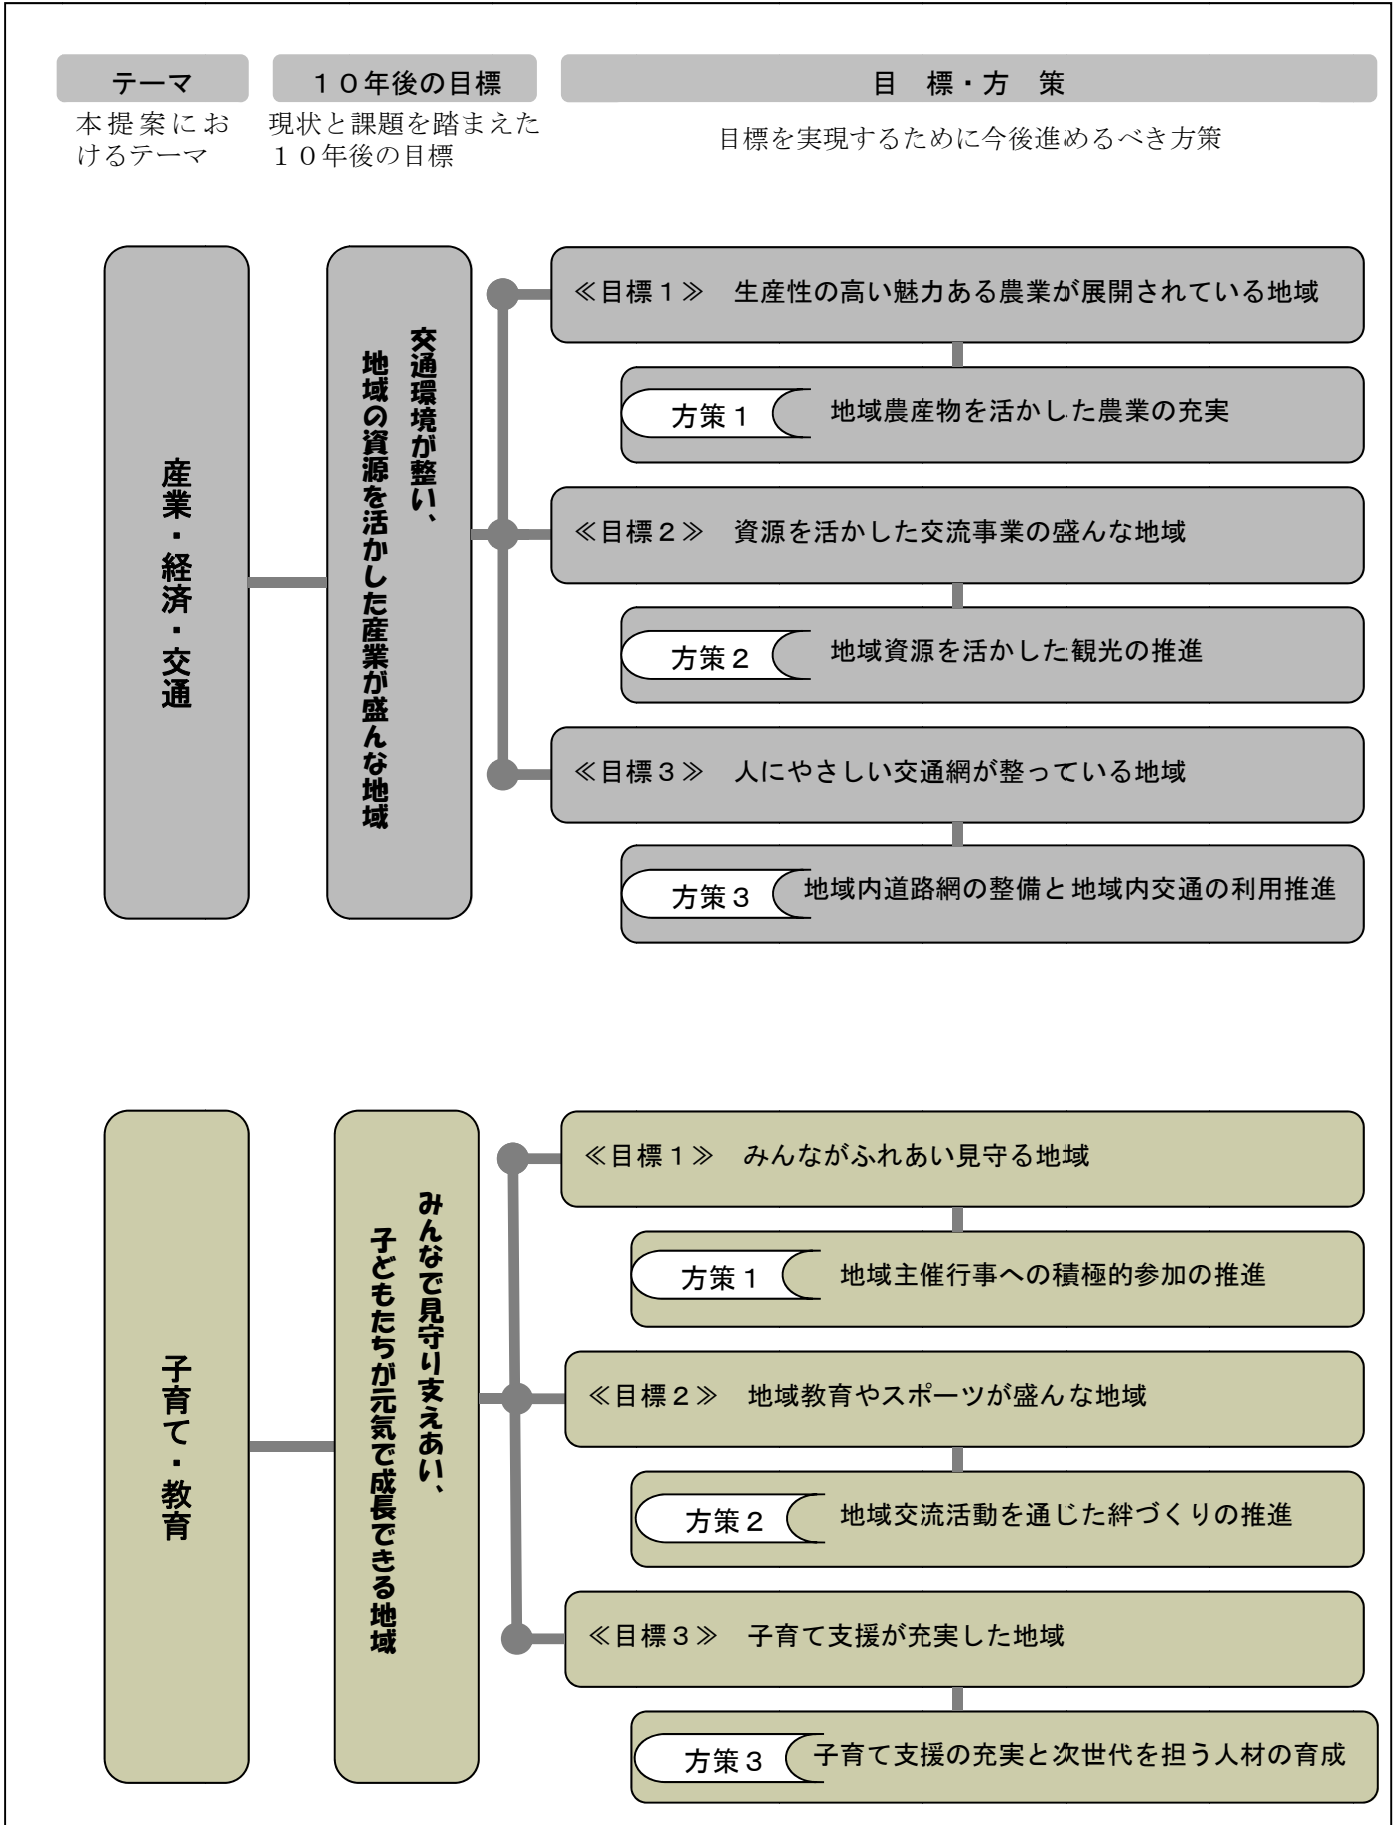 テーマ
１０年後の目標
目　標・方　策
本提案にお
けるテーマ
現状と課題を踏まえた
１０年後の目標
目標を実現するために今後進めるべき方策
産業・経済・交通
交通環境が整い、
地域の資源を活かした産業が盛んな地域
≪目標１≫　生産性の高い魅力ある農業が展開されている地域
方策１　地域農産物を活かした農業の充実
≪目標２≫　資源を活かした交流事業の盛んな地域
方策２　地域資源を活かした観光の推進
≪目標３≫　人にやさしい交通網が整っている地域
方策３　地域内道路網の整備と地域内交通の利用推進
子育て・教育
みんなで見守り支えあい、
子どもたちが元気で成長できる地域
≪目標１≫　みんながふれあい見守る地域
方策１　地域主催行事への積極的参加の推進
≪目標２≫　地域教育やスポーツが盛んな地域
方策２　地域交流活動を通じた絆づくりの推進
≪目標３≫　子育て支援が充実した地域
方策３　子育て支援の充実と次世代を担う人材の育成